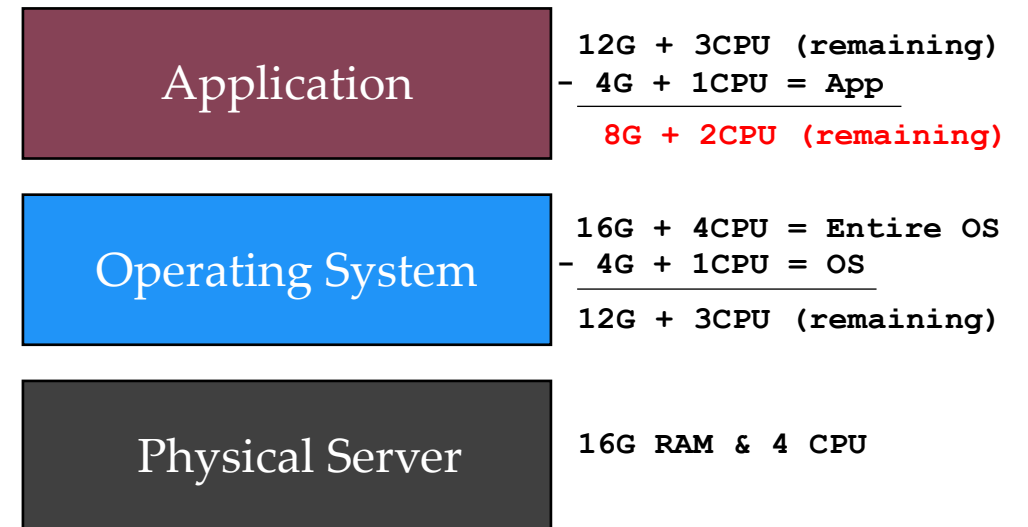 Application
12G + 3CPU (remaining)
- 4G + 1CPU = App
8G + 2CPU (remaining)
Operating System
16G + 4CPU = Entire OS
- 4G + 1CPU = OS
12G + 3CPU (remaining)
Physical Server
16G RAM & 4 CPU